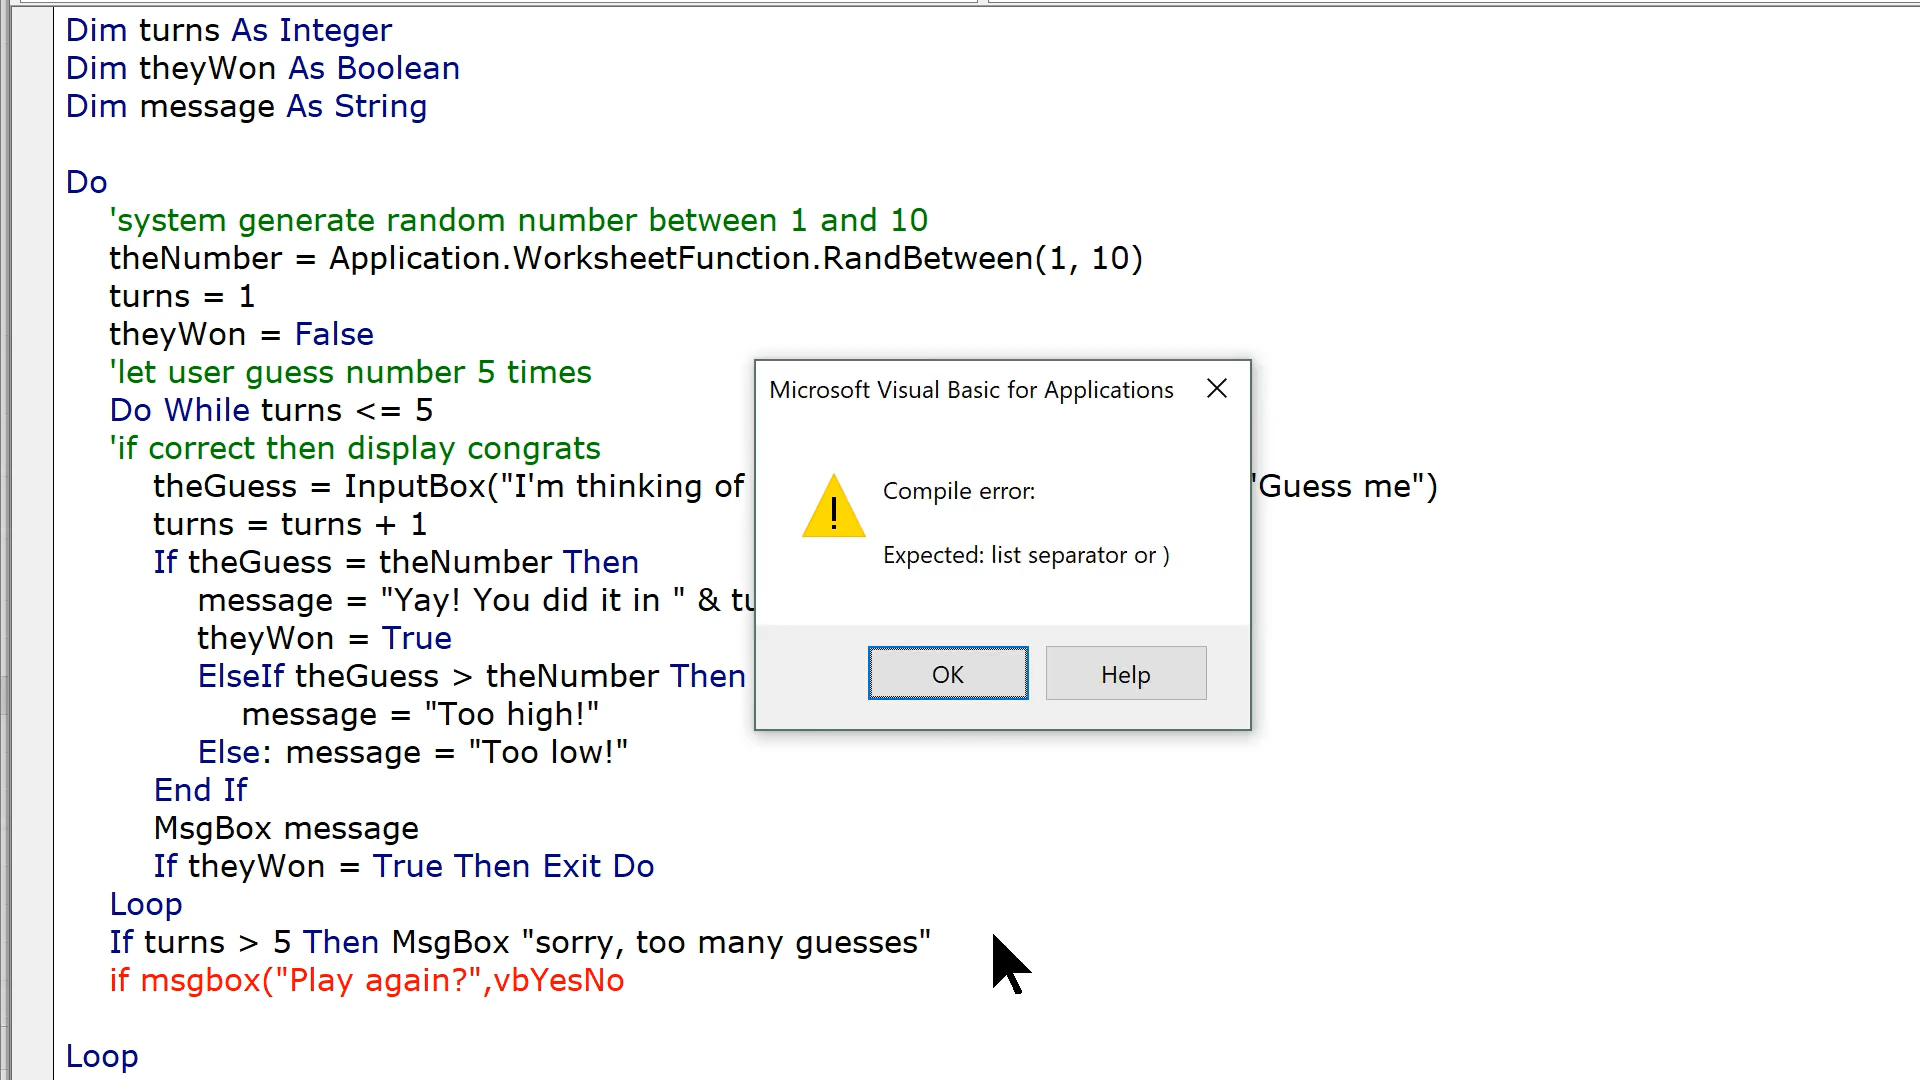 Dim turns As Integer
Dim theyWon As Boolean
Dim message As String
Do
'system generate random number between 1 and 10
theNumber = Application.WorksheetFunction.RandBetween(1, 10)
turns = 1
theyWon = False
'let user guess number 5 times
Do While turns <= 5
'if correct then display congrats
theGuess = InputBox("I'm thinking of "Guess me")
turns = turns + 1
If theGuess = theNumber Then
message = "Yay! You did it in " &
theyWon = True
ElseIf theGuess > theNumber Then
message = "Too high!"
Else: message = "Too low!"
End If
MsgBox message
If theyWon = True Then Exit Do
Loop
If turns > 5 Then MsgBox "sorry, too many guesses"
if msgbox("Play again?",vbYesNo
Loop
Microsoft Visual Basic for Applications
Compile error:
Expected: list separator or )
OK
Help